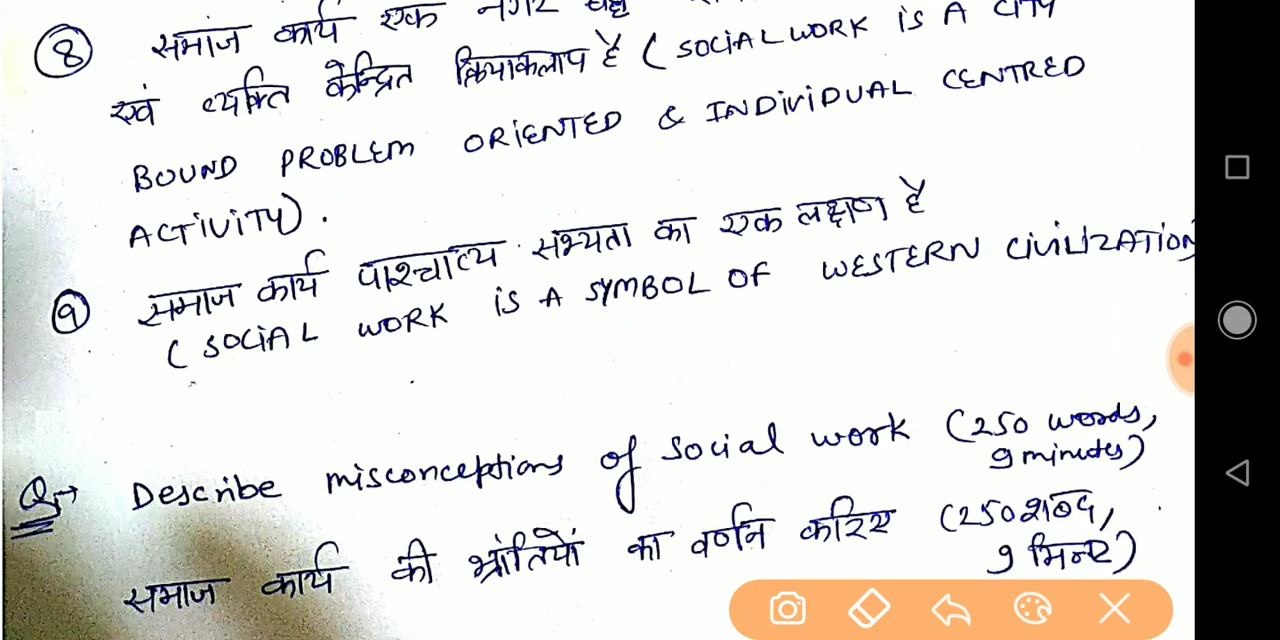 8 समाज कार्य एक नगर
एवं व्यक्ति केन्द्रित क्रियाकलाप है ( SOCIAL WORK IS A CITY
BOUND PROBLEM ORIENTED & INDIVIDUAL CENTRED
ACTIVITY).
9 समाज कार्य पाश्चात्य सभ्यता का एक लक्षण है
( SOCIAL WORK IS A SYMBOL OF WESTERN CIVILIZATION
Q→ Describe misconceptions of social work (250 words,
9 minutes)
समाज कार्य की भ्रांतियों का वर्णन करिए (250 शब्द,
9 मिनट)